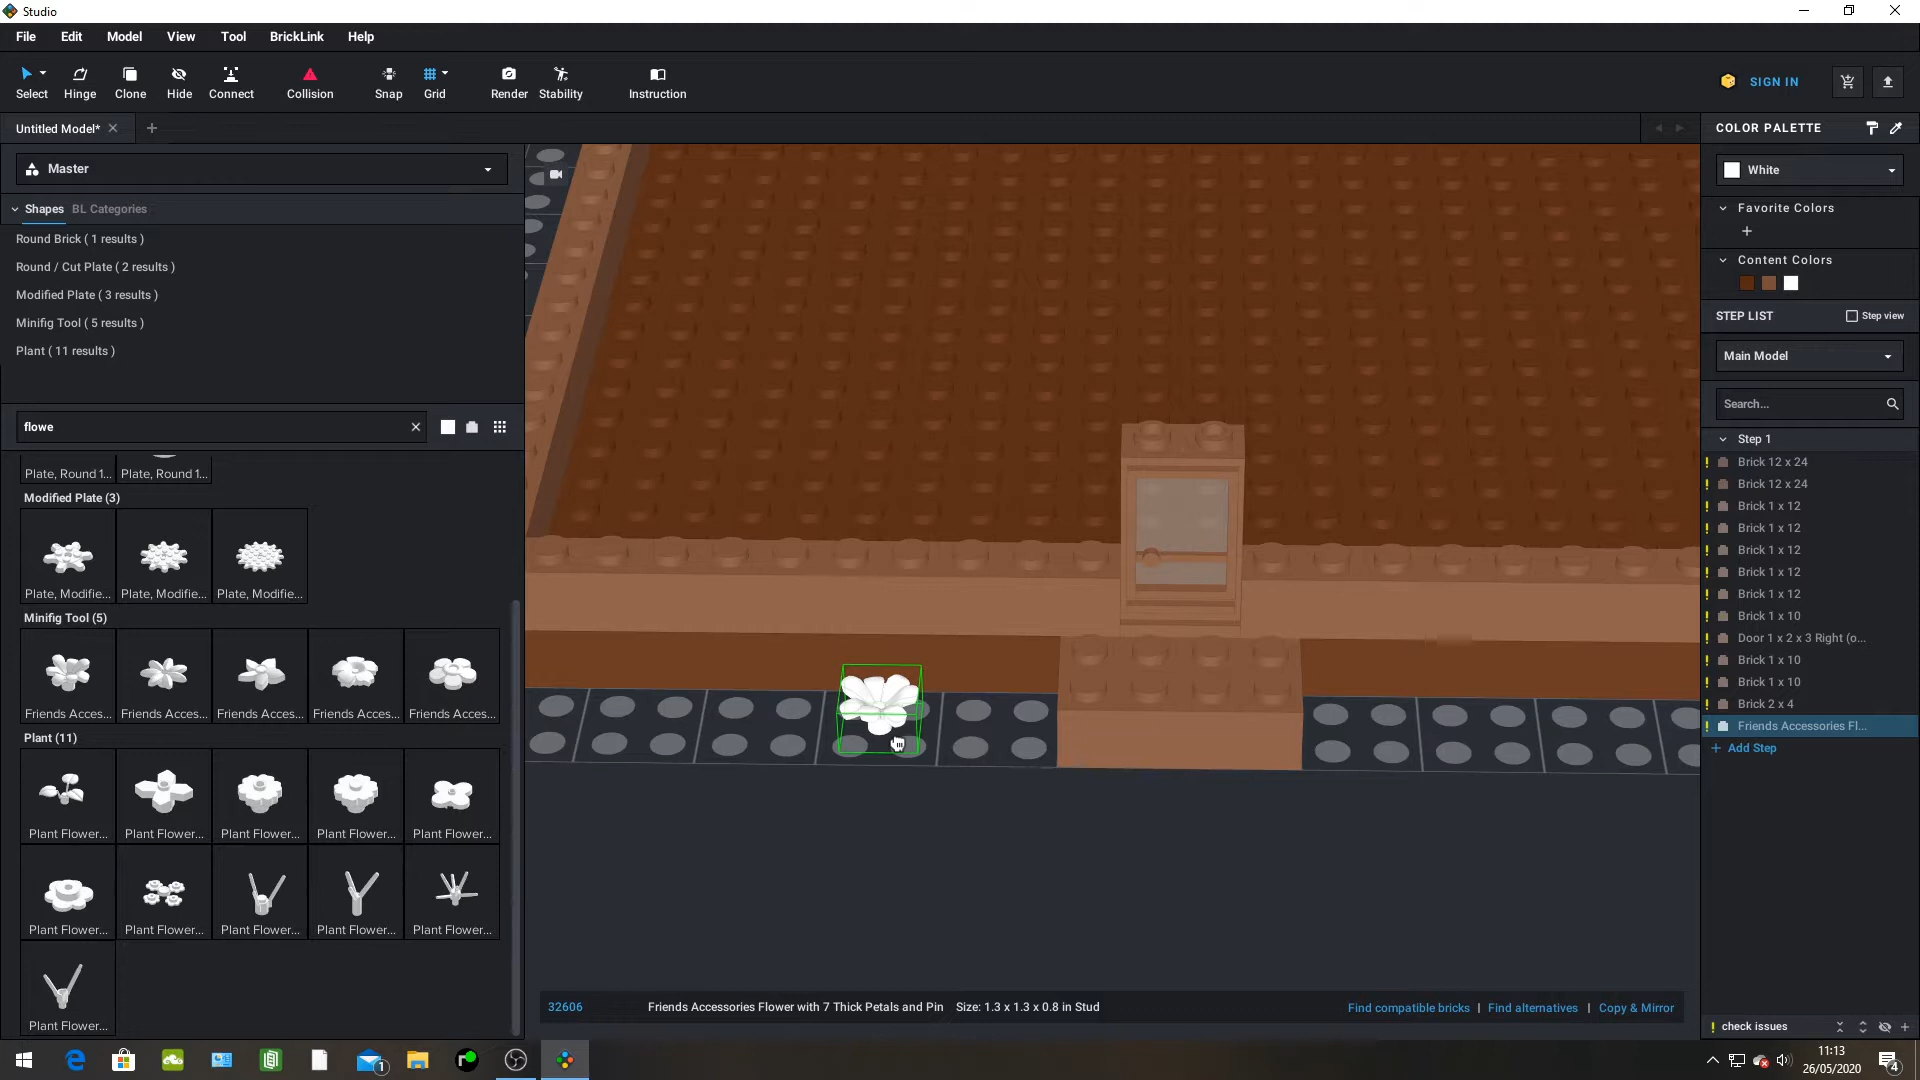 Studio
File Edit Model View Tool BrickLink Help
Select Hinge Clone Hide Connect Collision Snap Grid Render Stability Instruction
SIGN IN
Untitled Model*
Master
Shapes BL Categories
Round Brick ( 1 results )
Round / Cut Plate ( 2 results )
Modified Plate ( 3 results )
Minifig Tool ( 5 results )
Plant ( 11 results )
flowe
Plate, Round 1... Plate, Round 1...
Modified Plate (3)
Plate, Modifie... Plate, Modifie... Plate, Modifie...
Minifig Tool (5)
Friends Acces... Friends Acces... Friends Acces... Friends Acces... Friends Acces...
Plant (11)
Plant Flower... Plant Flower... Plant Flower... Plant Flower... Plant Flower...
Plant Flower... Plant Flower... Plant Flower... Plant Flower... Plant Flower...
Plant Flower...
32606 Friends Accessories Flower with 7 Thick Petals and Pin Size: 1.3 x 1.3 x 0.8 in Stud Find compatible bricks | Find alternatives | Copy & Mirror
COLOR PALETTE
White
Favorite Colors
Content Colors
STEP LIST Step view
Main Model
Search...
Step 1
Brick 12 x 24
Brick 12 x 24
Brick 1 x 12
Brick 1 x 12
Brick 1 x 12
Brick 1 x 12
Brick 1 x 12
Brick 1 x 10
Door 1 x 2 x 3 Right (o...
Brick 1 x 10
Brick 1 x 10
Brick 2 x 4
Friends Accessories Fl...
+ Add Step
! check issues
1
11:13
26/05/2020
4